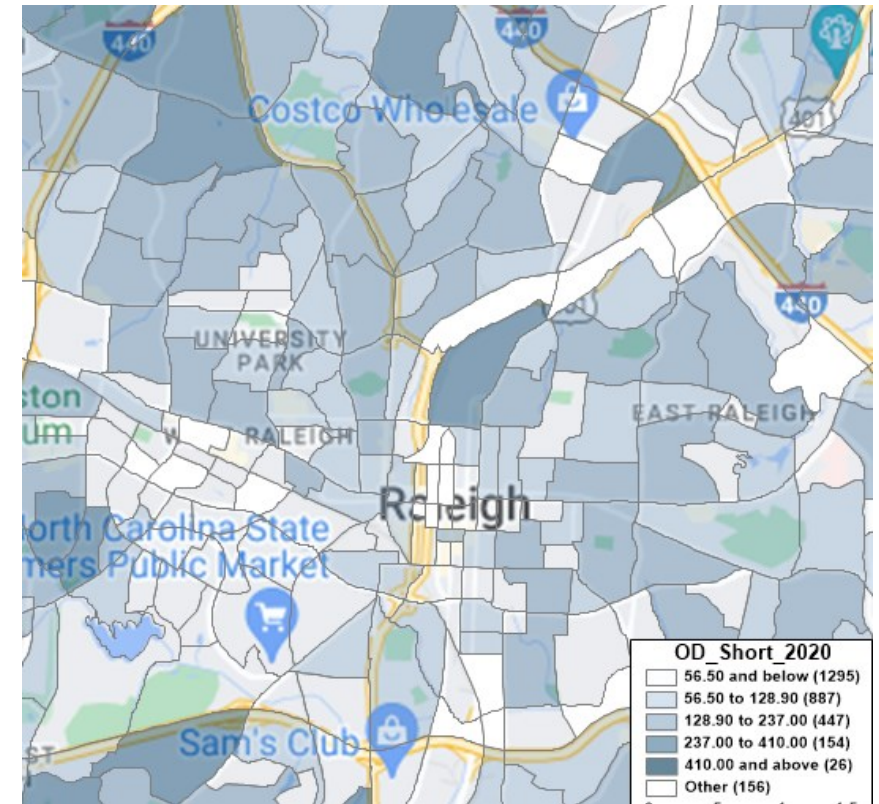 440
440
Costco Wholesale
401
440
UNIVERSITY
PARK
ston
um
W
RALEIGH
EAST RALEIGH
Raleigh
orth Carolina State
mers Public Market
Sam's Club
ST
OD_Short_2020
56.50 and below (1295)
56.50 to 128.90 (887)
128.90 to 237.00 (447)
237.00 to 410.00 (154)
410.00 and above (26)
Other (156)